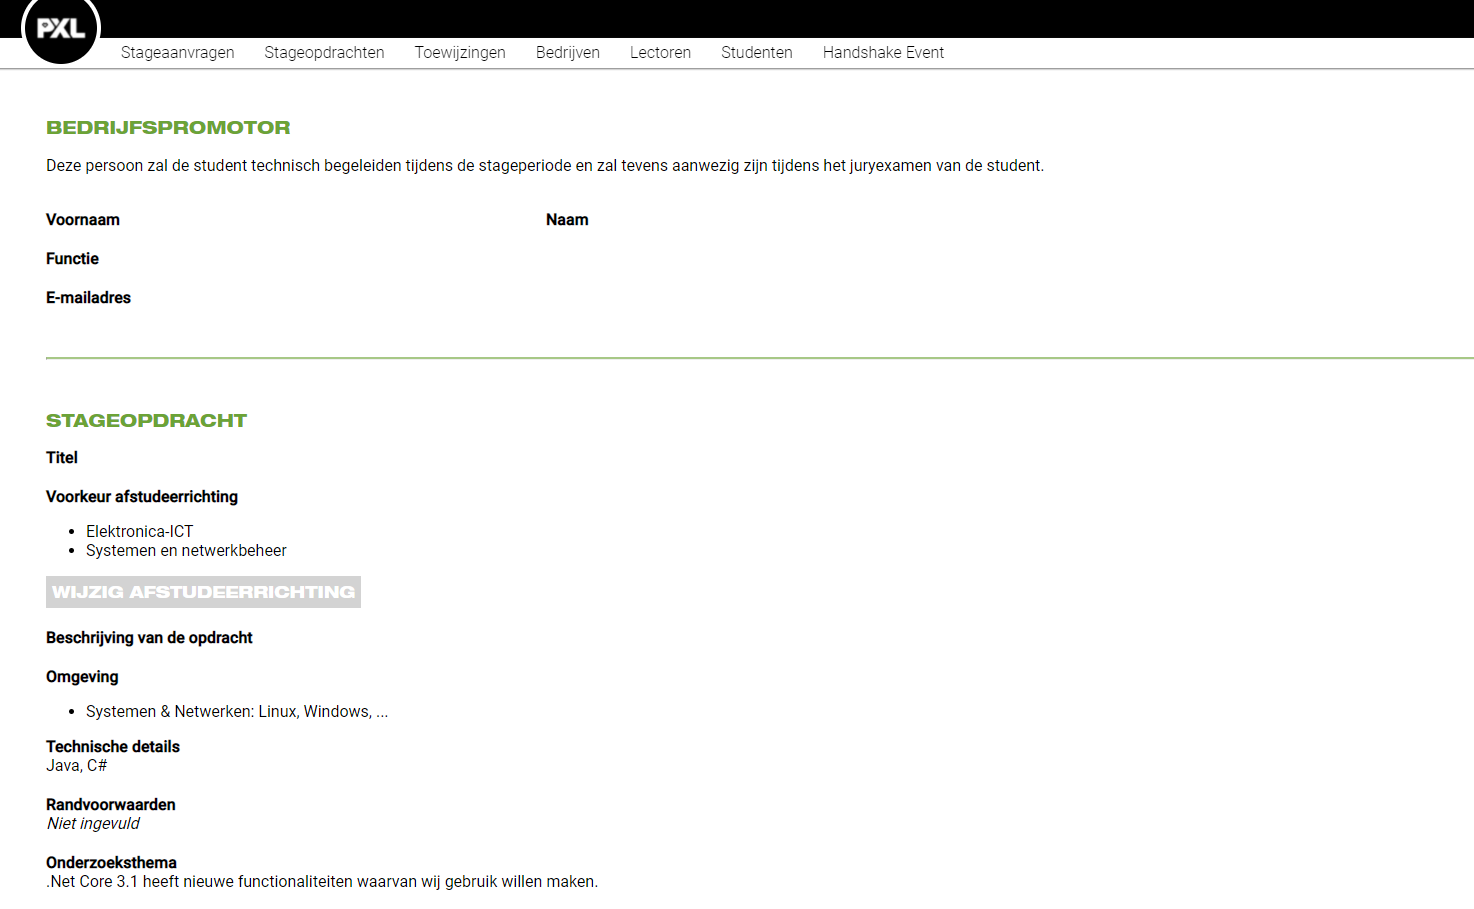 PXL
Stageaanvragen Stageopdrachten Toewijzingen Bedrijven Lectoren Studenten Handshake Event
BEDRIJFSPROMOTOR
Deze persoon zal de student technisch begeleiden tijdens de stageperiode en zal tevens aanwezig zijn tijdens het juryexamen van de student.
Voornaam Naam
Functie
E-mailadres
STAGEOPDRACHT
Titel
Voorkeur afstudeerrichting
• Elektronica-ICT
• Systemen en netwerkbeheer
WIJZIG AFSTUDEERRICHTING
Beschrijving van de opdracht
Omgeving
• Systemen & Netwerken: Linux, Windows, ...
Technische details
Java, C#
Randvoorwaarden
Niet ingevuld
Onderzoeksthema
.Net Core 3.1 heeft nieuwe functionaliteiten waarvan wij gebruik willen maken.